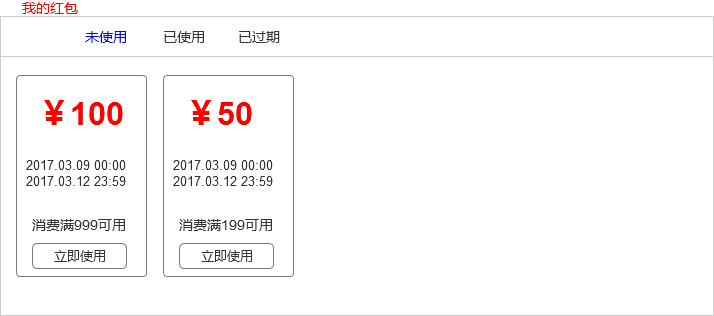 我的红包
未使用 已使用 已过期
￥100 ￥50
2017.03.09 00:00 2017.03.09 00:00
2017.03.12 23:59 2017.03.12 23:59
消费满999可用 消费满199可用
立即使用 立即使用